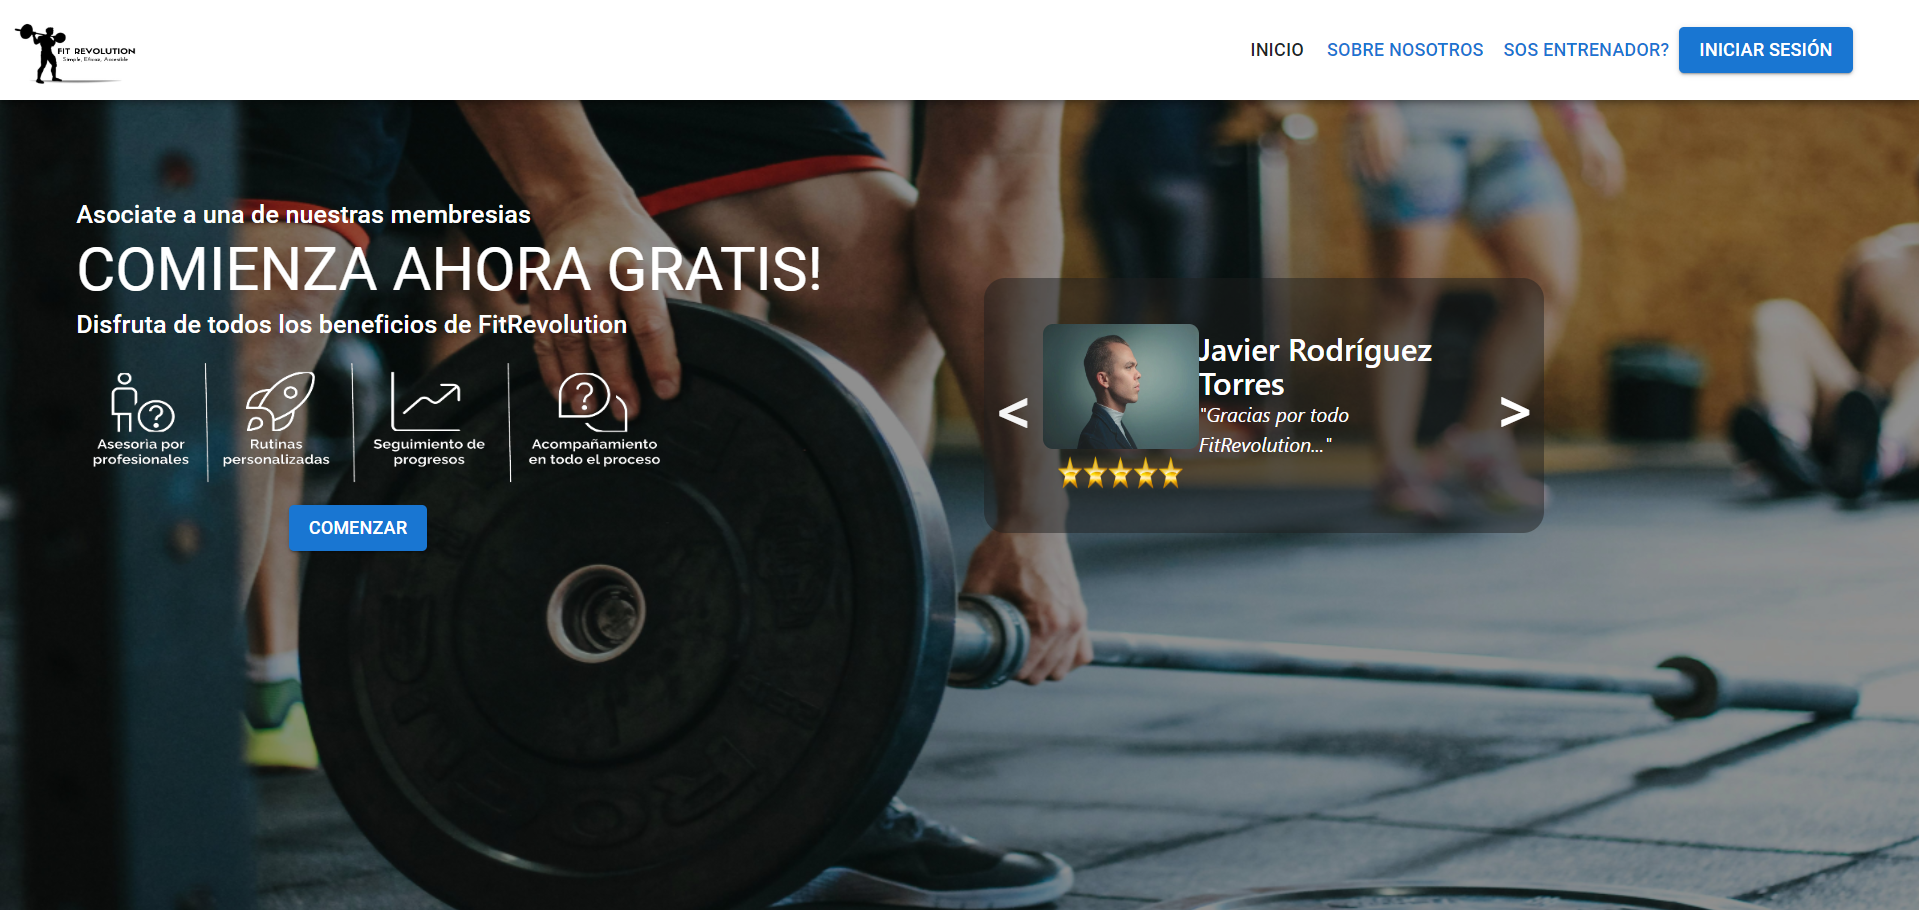 FIT REVOLUTION
Simple, Eficaz, Accesible
INICIO
SOBRE NOSOTROS
SOS ENTRENADOR?
INICIAR SESIÓN
Asociate a una de nuestras membresias
COMIENZA AHORA GRATIS!
Disfruta de todos los beneficios de FitRevolution
Asesoria por
profesionales
Rutinas
personalizadas
Seguimiento de
progresos
Acompañamiento
en todo el proceso
COMENZAR
<
Javier Rodríguez
Torres
"Gracias por todo
FitRevolution..."
>